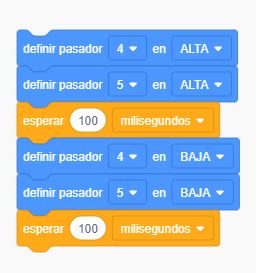 definir pasador 4 en ALTA
definir pasador 5 en ALTA
esperar 100 milisegundos
definir pasador 4 en BAJA
definir pasador 5 en BAJA
esperar 100 milisegundos